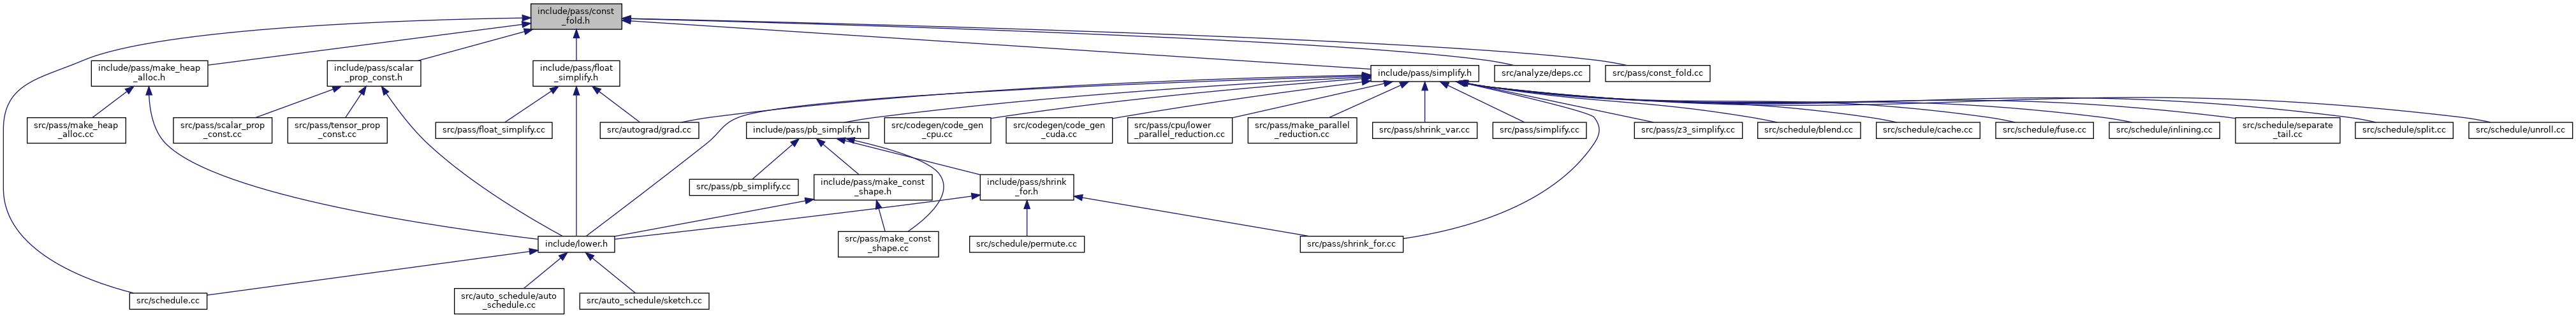 include/pass/const
_fold.h
include/pass/make_heap
_alloc.h
include/pass/scalar
_prop_const.h
include/pass/float
_simplify.h
include/pass/simplify.h
src/analyze/deps.cc
src/pass/const_fold.cc
src/pass/make_heap
_alloc.cc
src/pass/scalar_prop
_const.cc
src/pass/tensor_prop
_const.cc
src/pass/float_simplify.cc
src/autograd/grad.cc
include/pass/pb_simplify.h
src/codegen/code_gen
_cpu.cc
src/codegen/code_gen
_cuda.cc
src/pass/cpu/lower
_parallel_reduction.cc
src/pass/make_parallel
_reduction.cc
src/pass/shrink_var.cc
src/pass/simplify.cc
src/pass/z3_simplify.cc
src/schedule/blend.cc
src/schedule/cache.cc
src/schedule/fuse.cc
src/schedule/inlining.cc
src/schedule/separate
_tail.cc
src/schedule/split.cc
src/schedule/unroll.cc
src/pass/pb_simplify.cc
include/pass/make_const
_shape.h
include/pass/shrink
_for.h
include/lower.h
src/pass/make_const
_shape.cc
src/schedule/permute.cc
src/pass/shrink_for.cc
src/schedule.cc
src/auto_schedule/auto
_schedule.cc
src/auto_schedule/sketch.cc